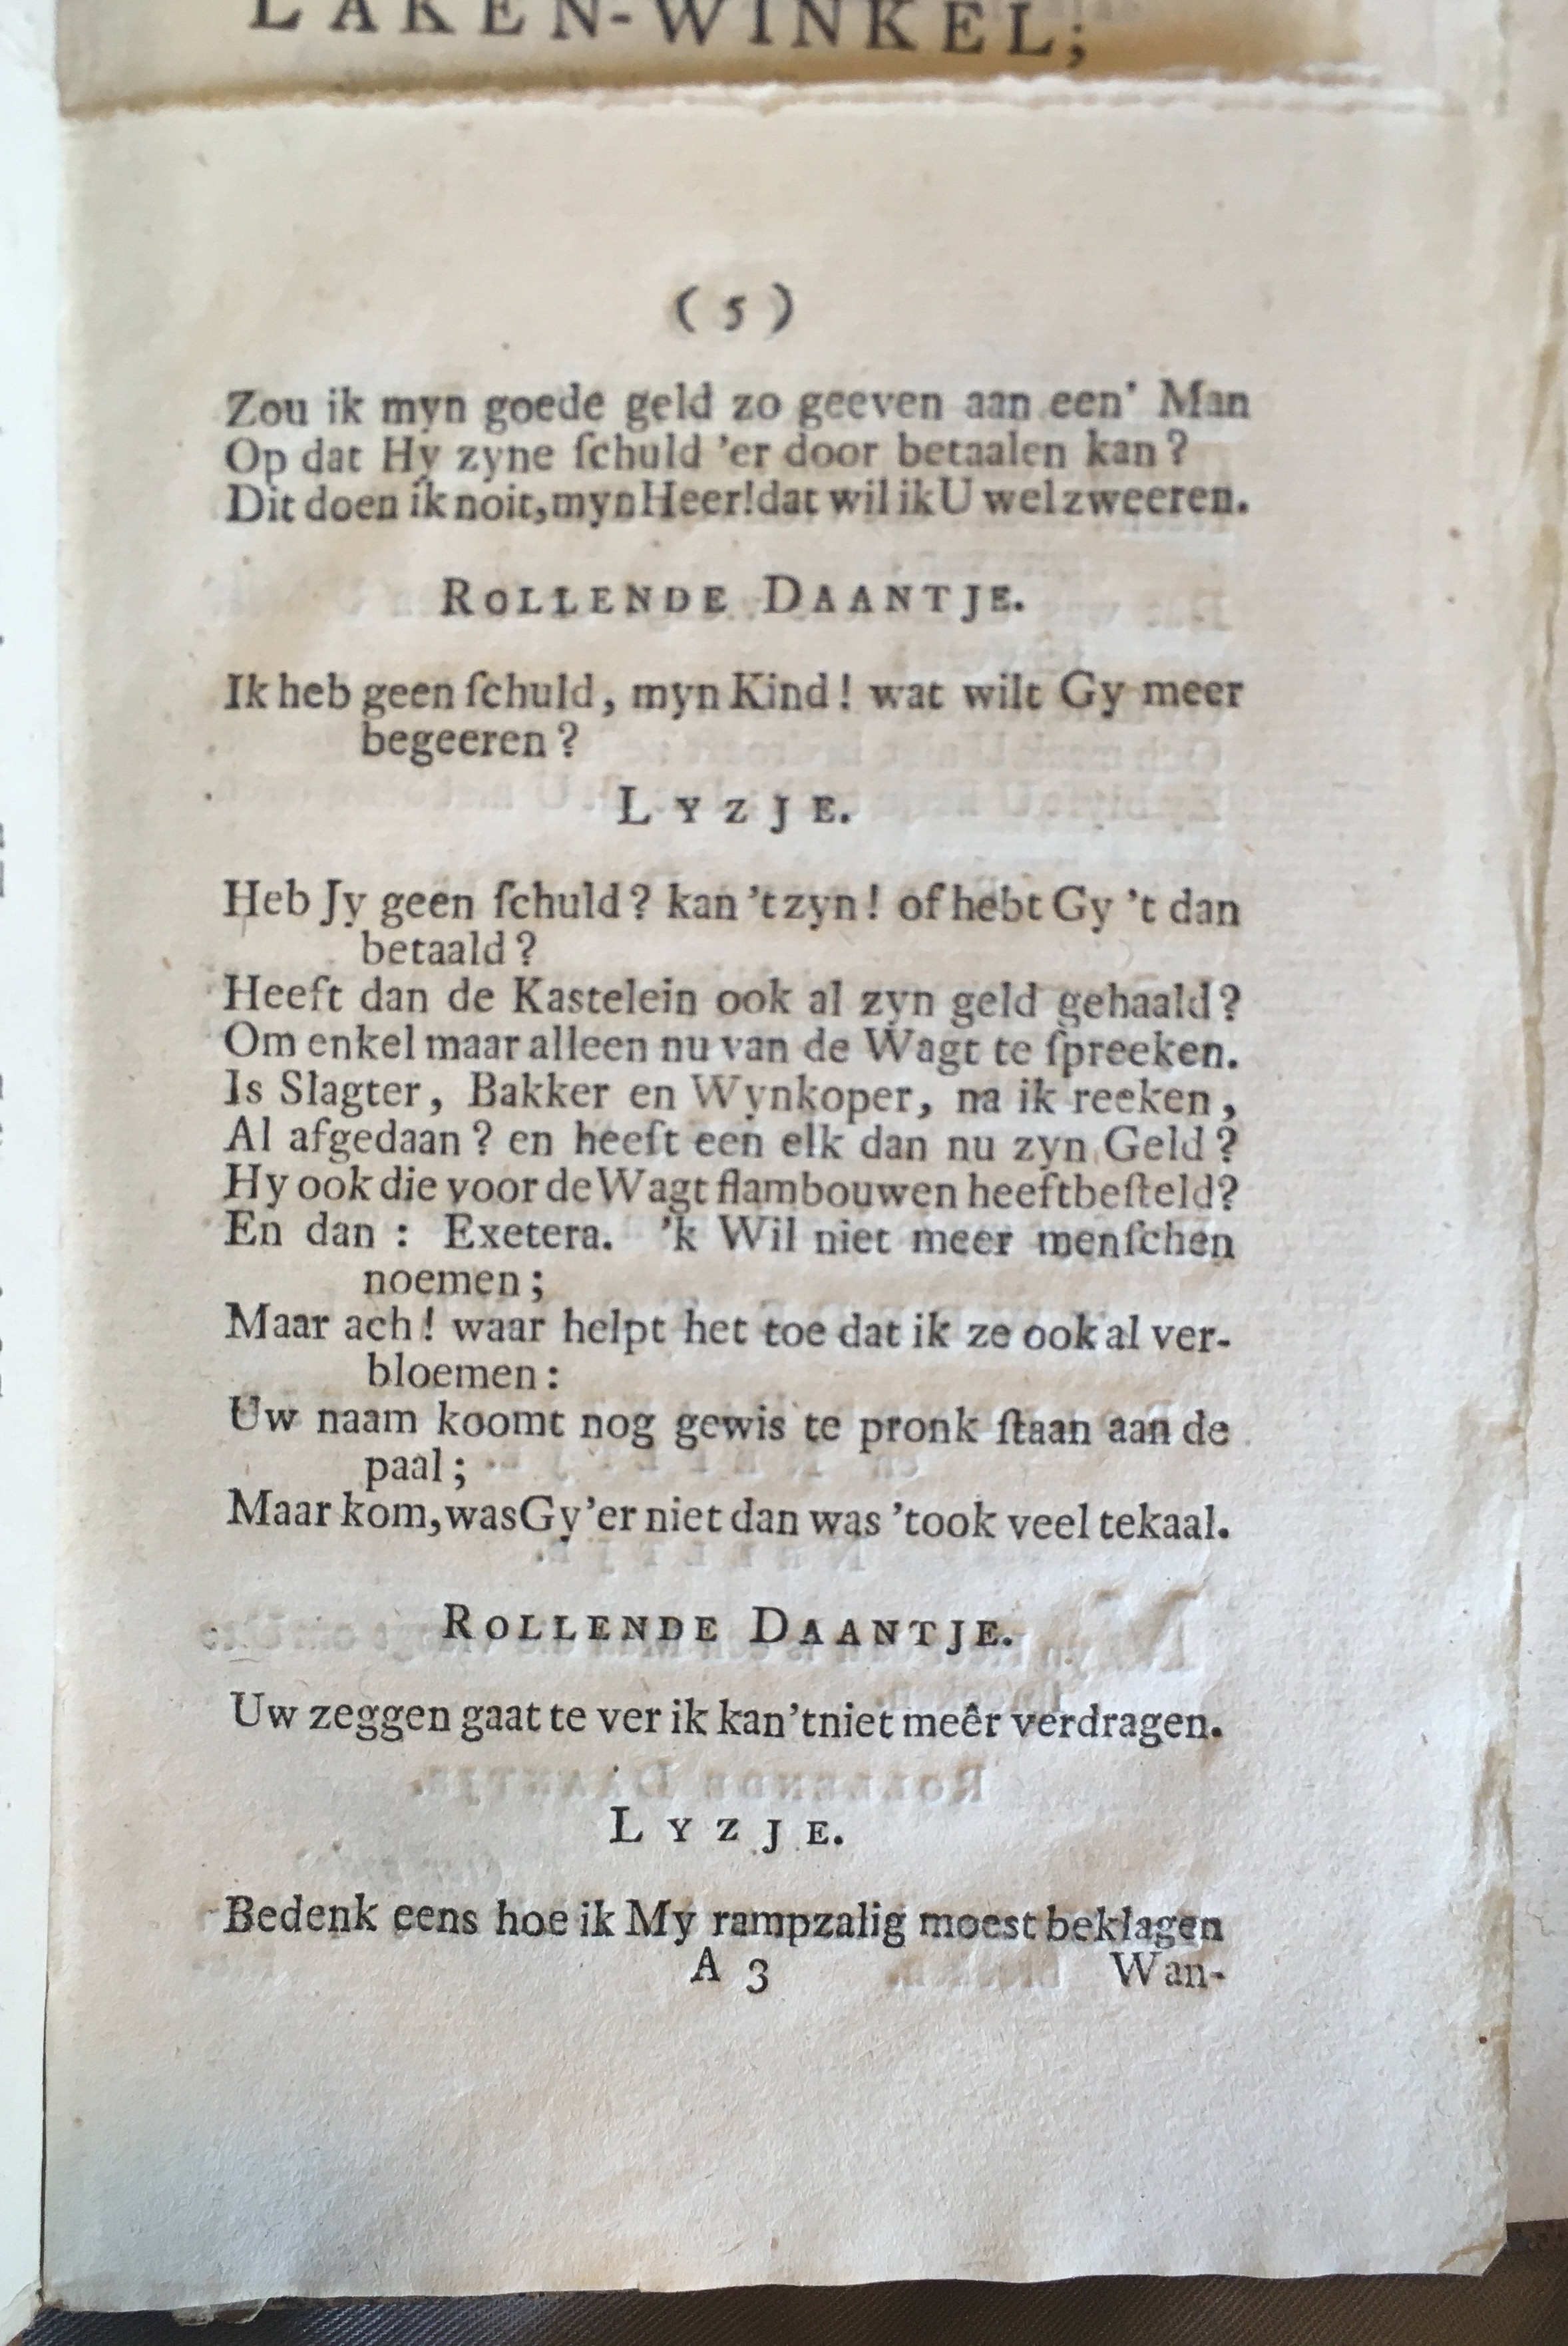 LAKEN-WINKEL;
( 5 )
Zou ik myn goede geld zo geeven aan een' Man
Op dat Hy zyne ſchuld 'er door betaalen kan?
Dit doen ik noit, myn Heer! dat wil ik U wel zweeren.
ROLLENDE DAANTJE.
Ik heb geen ſchuld, myn Kind! wat wilt Gy meer
begeeren?
LYZJE.
Heb Jy geen ſchuld? kan 't zyn! of hebt Gy 't dan
betaald?
Heeft dan de Kastelein ook al zyn geld gehaald?
Om enkel maar alleen nu van de Wagt te ſpreeken.
Is Slagter, Bakker en Wynkoper, na ik reeken,
Al afgedaan? en heeft een elk dan nu zyn Geld?
Hy ook die voor de Wagt flambouwen heeft beſteld?
En dan: Exetera. 'k Wil niet meer menſchen
noemen;
Maar ach! waar helpt het toe dat ik ze ook al ver-
bloemen:
Uw naam koomt nog gewis te pronk ſtaan aan de
paal;
Maar kom, was Gy 'er niet dan was 't ook veel te kaal.
ROLLENDE DAANTJE.
Uw zeggen gaat te ver ik kan 't niet meêr verdragen.
LYZJE.
Bedenk eens hoe ik My rampzalig moest beklagen
A 3 Wan-